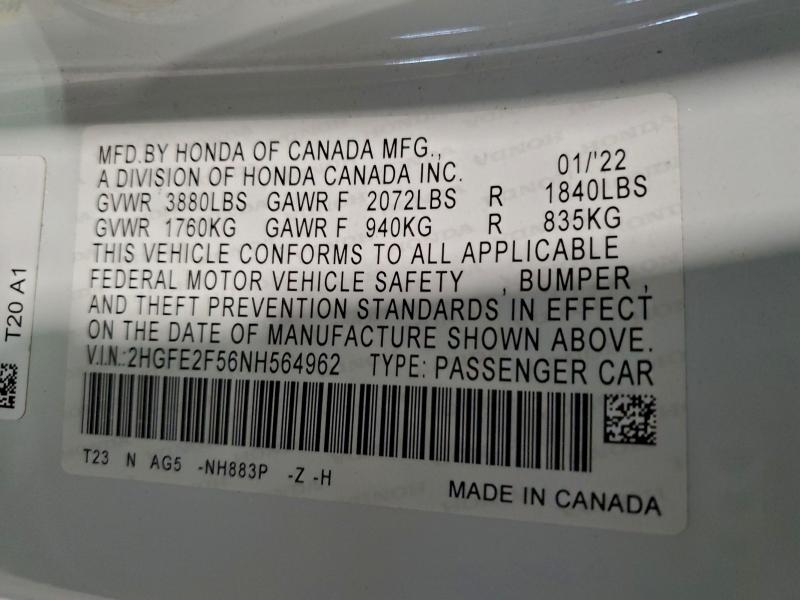 MFD.BY HONDA OF CANADA MFG.,
A DIVISION OF HONDA CANADA INC. 01/'22
GVWR 3880LBS GAWR F 2072LBS R 1840LBS
GVWR 1760KG GAWR F 940KG R 835KG
THIS VEHICLE CONFORMS TO ALL APPLICABLE
FEDERAL MOTOR VEHICLE SAFETY , BUMPER ,
AND THEFT PREVENTION STANDARDS IN EFFECT
ON THE DATE OF MANUFACTURE SHOWN ABOVE.
V.I.N.:2HGFE2F56NH564962 TYPE: PASSENGER CAR
T23 N AG5 -NH883P -Z -H
MADE IN CANADA
T20 A1